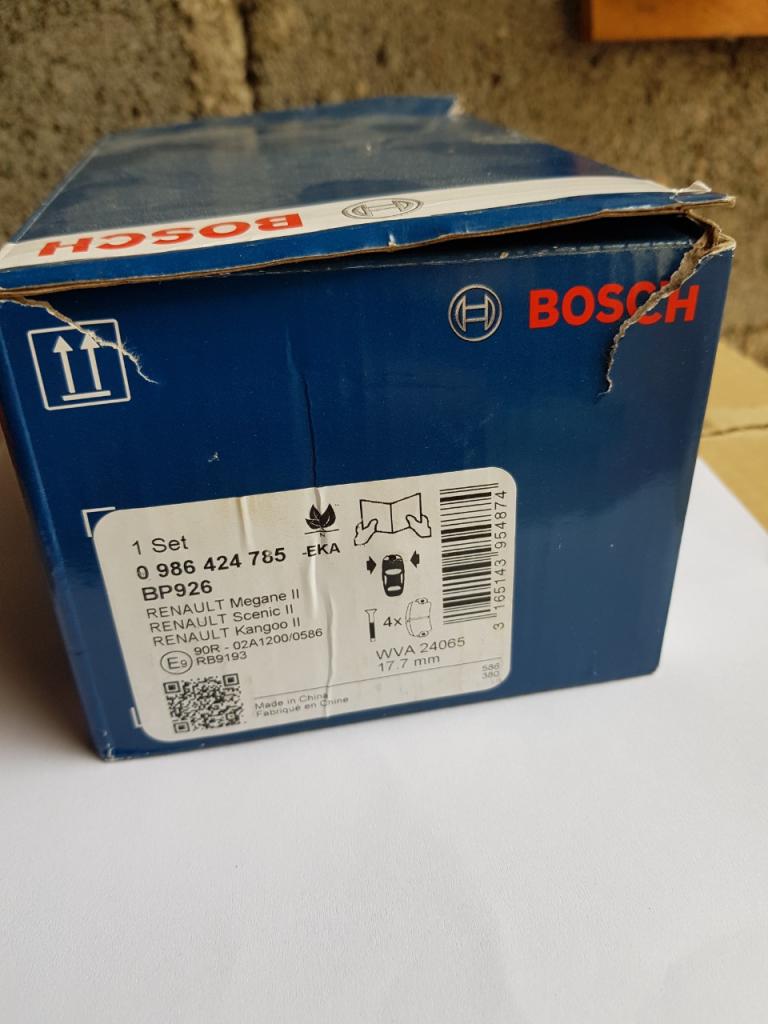 BOSCH
BOSCH
1 Set
0 986 424 785 -EKA
BP926
RENAULT Megane II
RENAULT Scenic II
RENAULT Kangoo II
90R - 02A1200/0586
E9 RB9193
N
4x
WVA 24065
17.7 mm
3 165143 954874
Made in China
Fabriqué en Chine
586
380